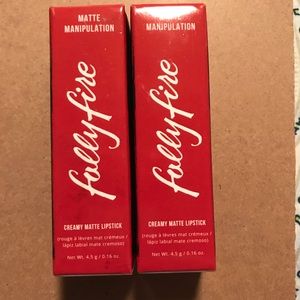 MATTE
MANIPULATION
follyfire
CREAMY MATTE LIPSTICK
(rouge à lèvres mat crémeux /
lápiz labial mate cremoso)
Net Wt. 4,5 g / 0.16 oz.
MATTE
MANIPULATION
follyfire
CREAMY MATTE LIPSTICK
(rouge à lèvres mat crémeux /
lápiz labial mate cremoso)
Net Wt. 4,5 g / 0.16 oz.